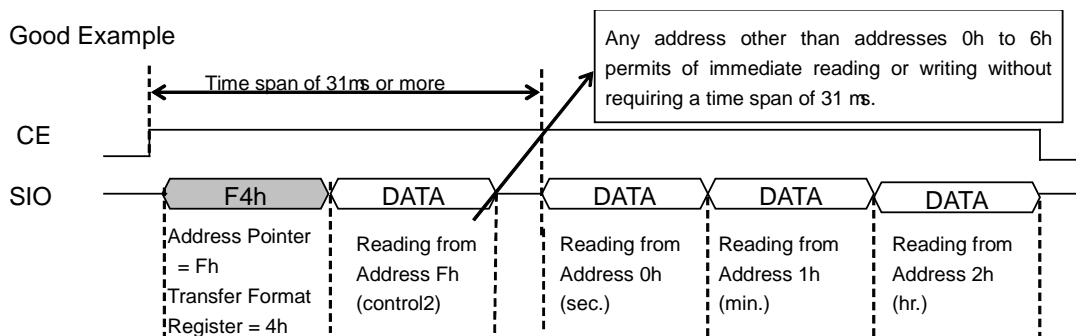 Good Example
Any address other than addresses 0h to 6h
permits of immediate reading or writing without
requiring a time span of 31 ms.
Time span of 31ms or more
CE
SIO
F4h
DATA
DATA
DATA
DATA
Address Pointer
= Fh
Transfer Format
Register = 4h
Reading from
Address Fh
(control2)
Reading from
Address 0h
(sec.)
Reading from
Address 1h
(min.)
Reading from
Address 2h
(hr.)